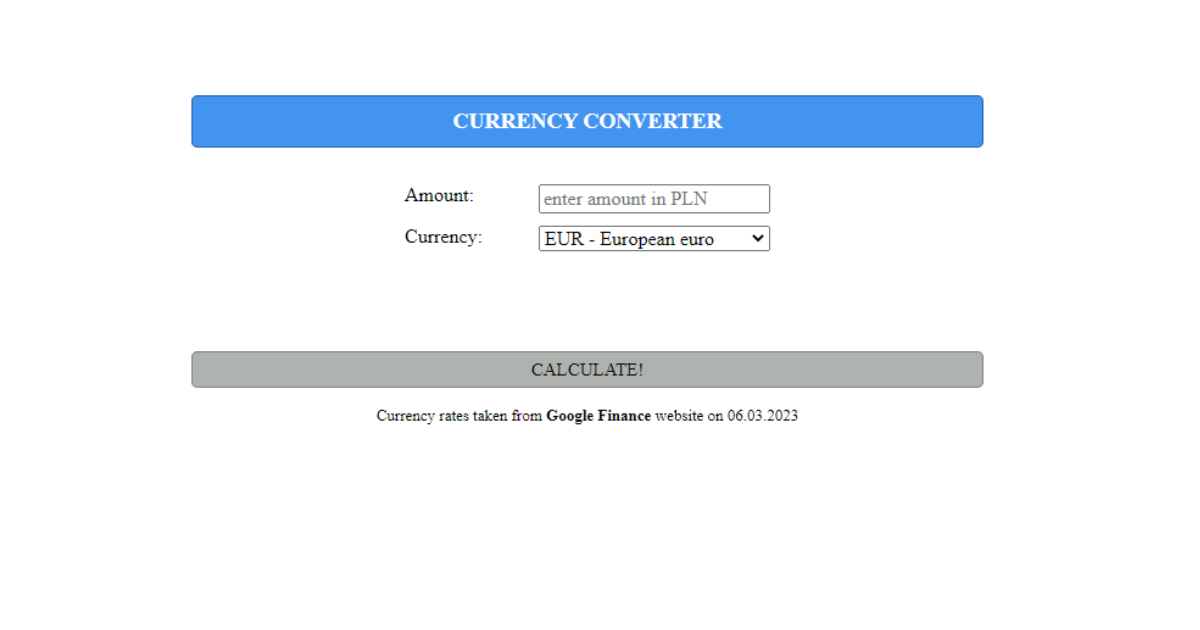 CURRENCY CONVERTER
Amount: enter amount in PLN
Currency: EUR - European euro
CALCULATE!
Currency rates taken from Google Finance website on 06.03.2023